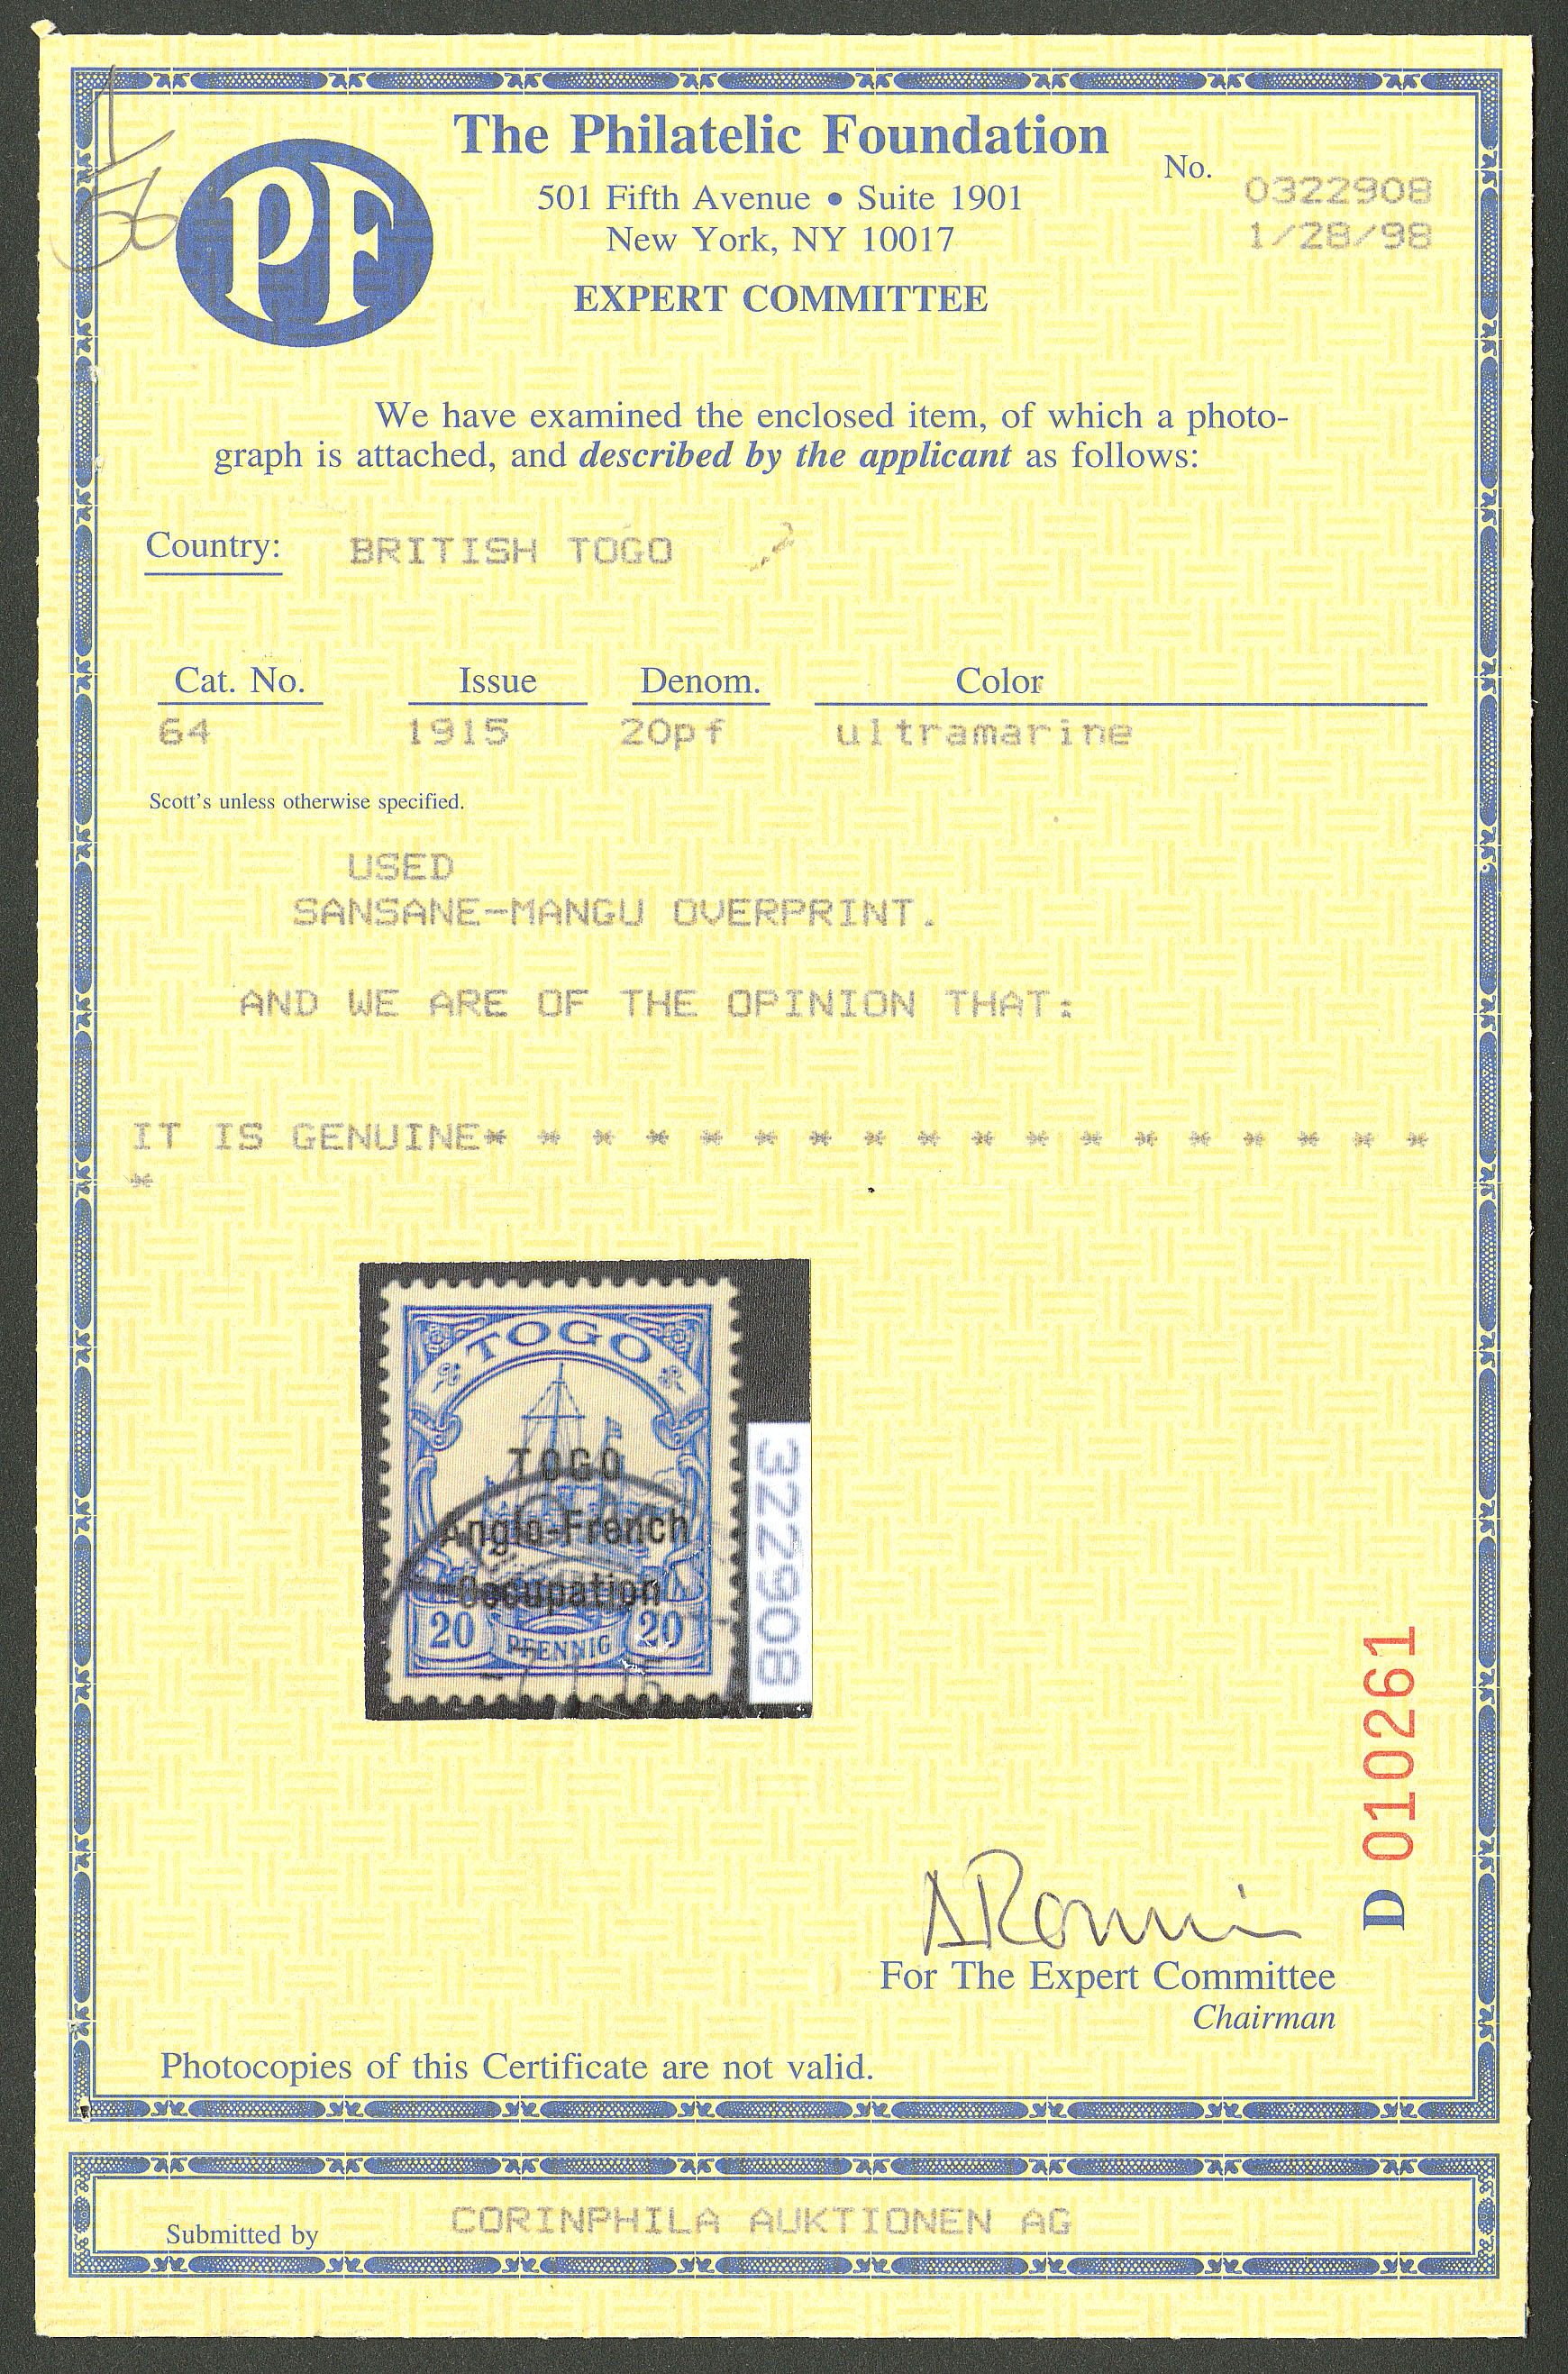 1
56
PF
The Philatelic Foundation
501 Fifth Avenue • Suite 1901
New York, NY 10017
EXPERT COMMITTEE
No.
0322908
1/28/98
We have examined the enclosed item, of which a photo-
graph is attached, and described by the applicant as follows:
Country: BRITISH TOGO
Cat. No. Issue Denom. Color
64 1915 20pf ultramarine
Scott's unless otherwise specified.
USED
SANSANE-MANGU OVERPRINT.
AND WE ARE OF THE OPINION THAT:
IT IS GENUINE* * * * * * * * * * * * * * * * * *
*
TOGO
TOGO
Anglo-French
Occupation
20 PFENNIG 20
322908
D 010261
For The Expert Committee
Chairman
Photocopies of this Certificate are not valid.
Submitted by CORINPHILA AUKTIONEN AG